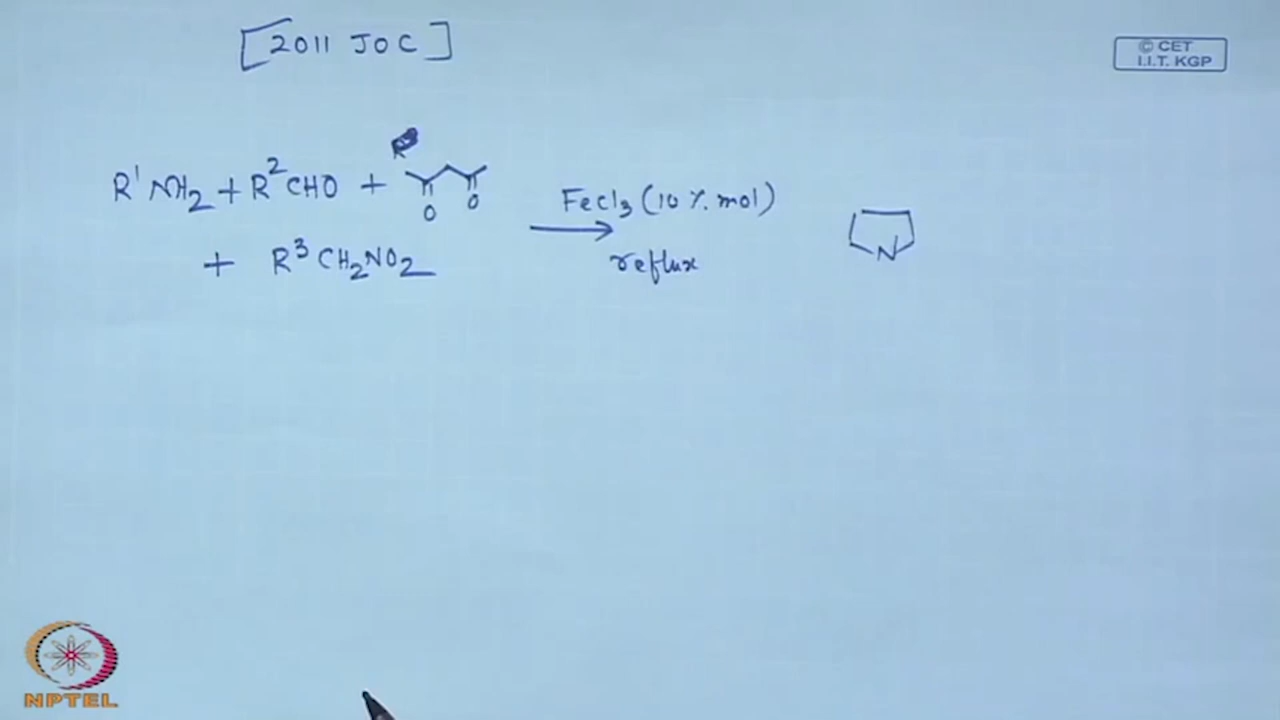 [2011 JOC]
© CET
I.I.T. KGP
R¹NH₂ + R²CHO +
O O
+ R³CH₂NO₂
FeCl₃ (10 %. mol)
reflux
N
NPTEL